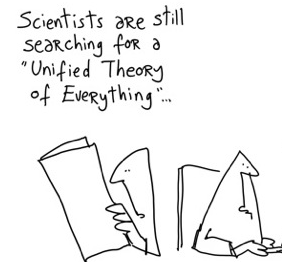 Scientists are still
searching for a
"Unified Theory
of Everything"...